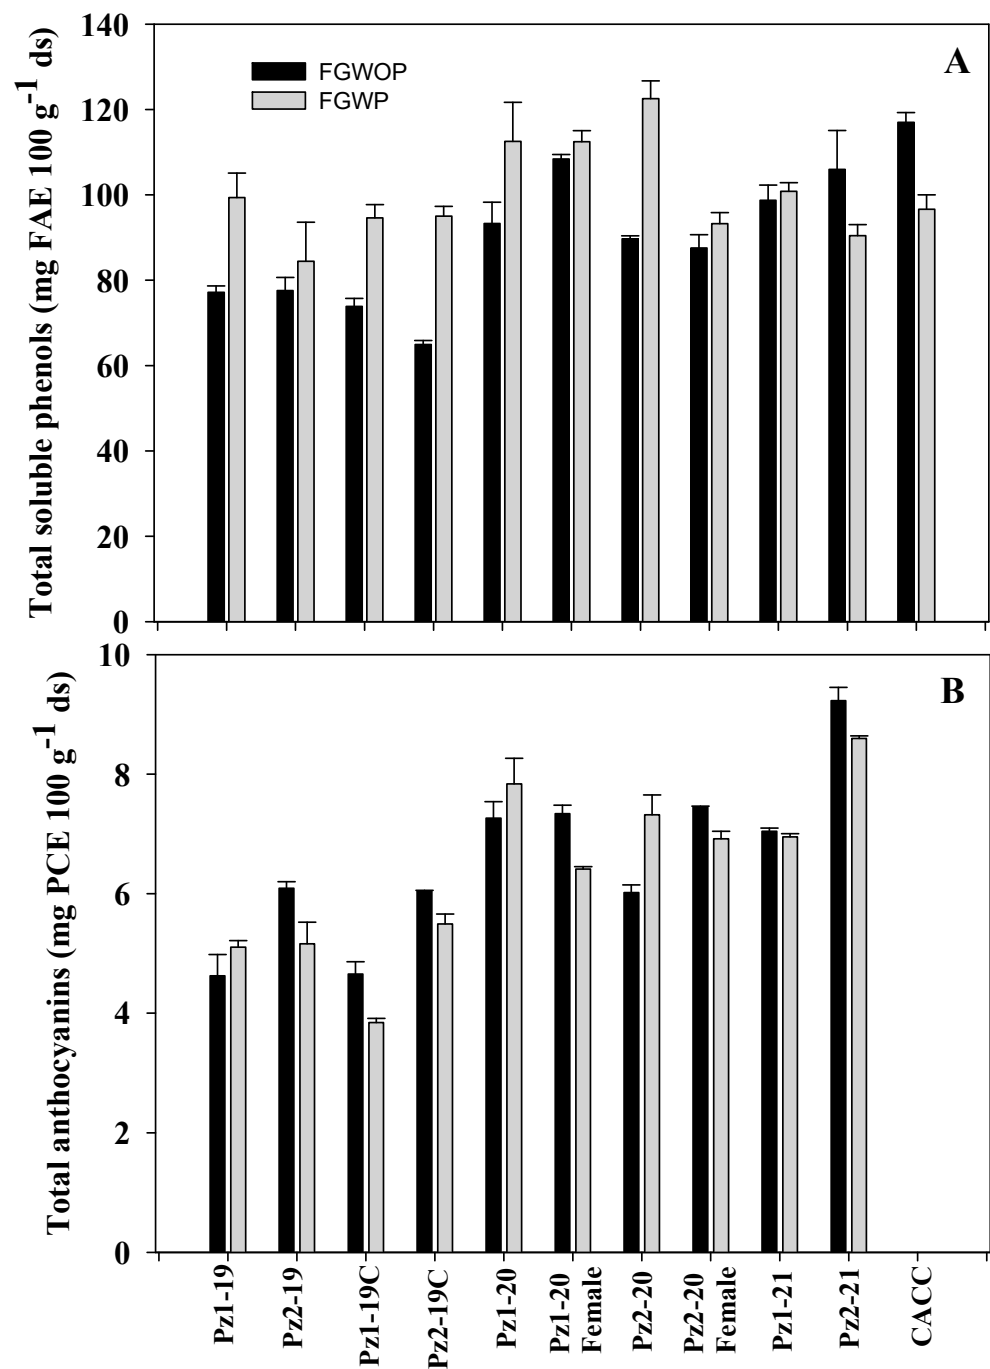 140
120
100
80
60
40
20
0
Total soluble phenols (mg FAE 100 g-1 ds)
FGWOP
FGWP
A
10
8
6
4
2
0
Total anthocyanins (mg PCE 100 g-1 ds)
B
Pz1-19
Pz2-19
Pz1-19C
Pz2-19C
Pz1-20
Pz1-20
Female
Pz2-20
Pz2-20
Female
Pz1-21
Pz2-21
CACC